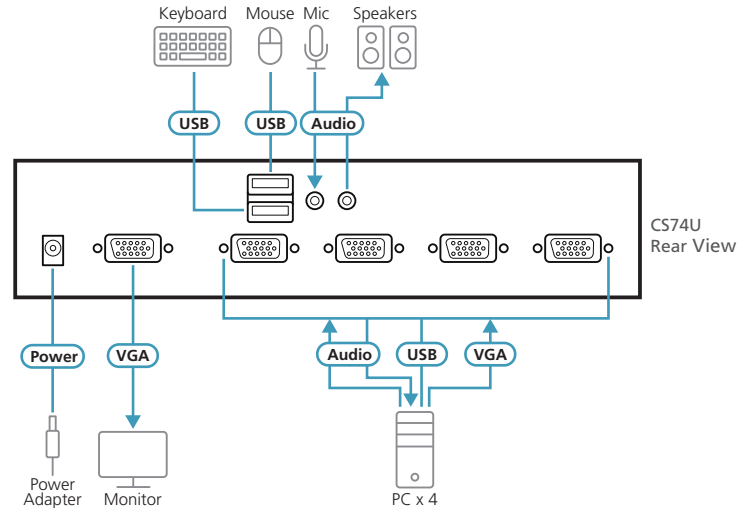 Keyboard
Mouse
Mic
Speakers
USB
USB
Audio
CS74U
Rear View
Power
VGA
Audio
USB
VGA
Power
Adapter
Monitor
PC x 4